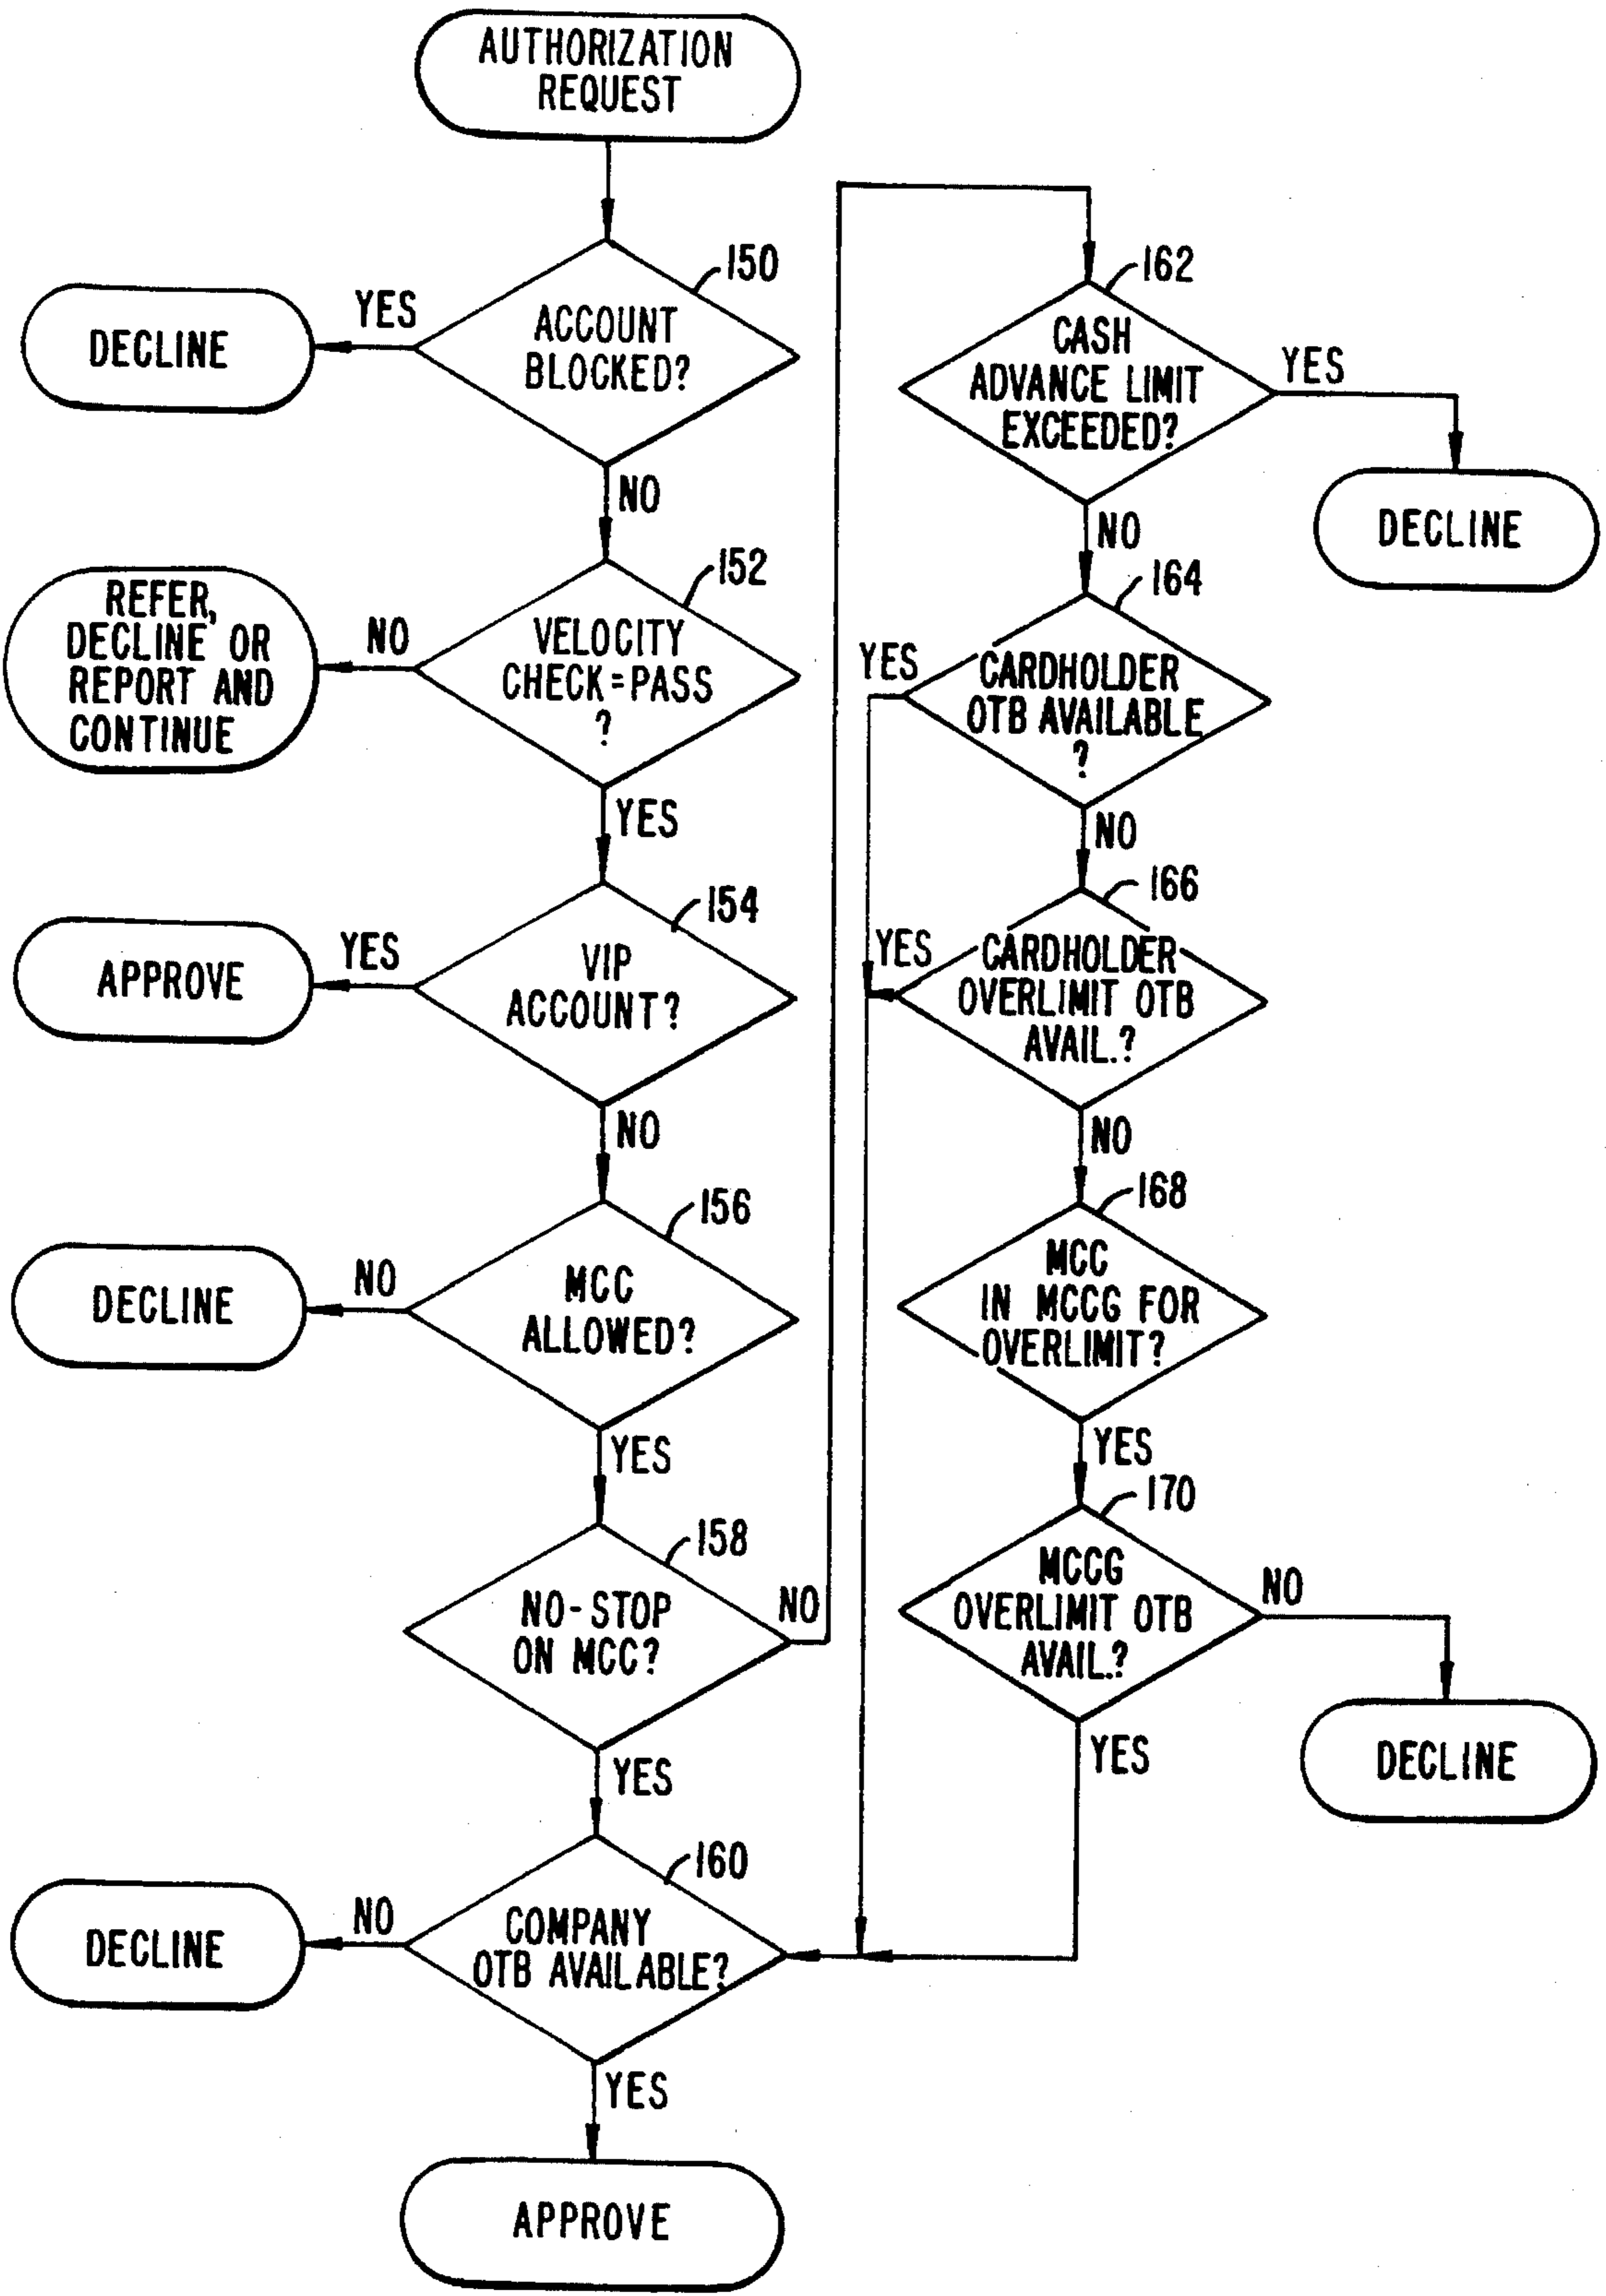 AUTHORIZATION
REQUEST
150
ACCOUNT
BLOCKED?
YES
DECLINE
NO
152
VELOCITY
CHECK=PASS
?
NO
REFER,
DECLINE, OR
REPORT AND
CONTINUE
YES
154
VIP
ACCOUNT?
YES
APPROVE
NO
156
MCC
ALLOWED?
NO
DECLINE
YES
158
NO-STOP
ON MCC?
NO
YES
160
COMPANY
OTB AVAILABLE?
NO
DECLINE
YES
APPROVE
162
CASH
ADVANCE LIMIT
EXCEEDED?
YES
DECLINE
NO
164
CARDHOLDER
OTB AVAILABLE
?
YES
NO
166
CARDHOLDER
OVERLIMIT OTB
AVAIL.?
YES
NO
168
MCC
IN MCCG FOR
OVERLIMIT?
YES
170
MCCG
OVERLIMIT OTB
AVAIL.?
NO
DECLINE
YES